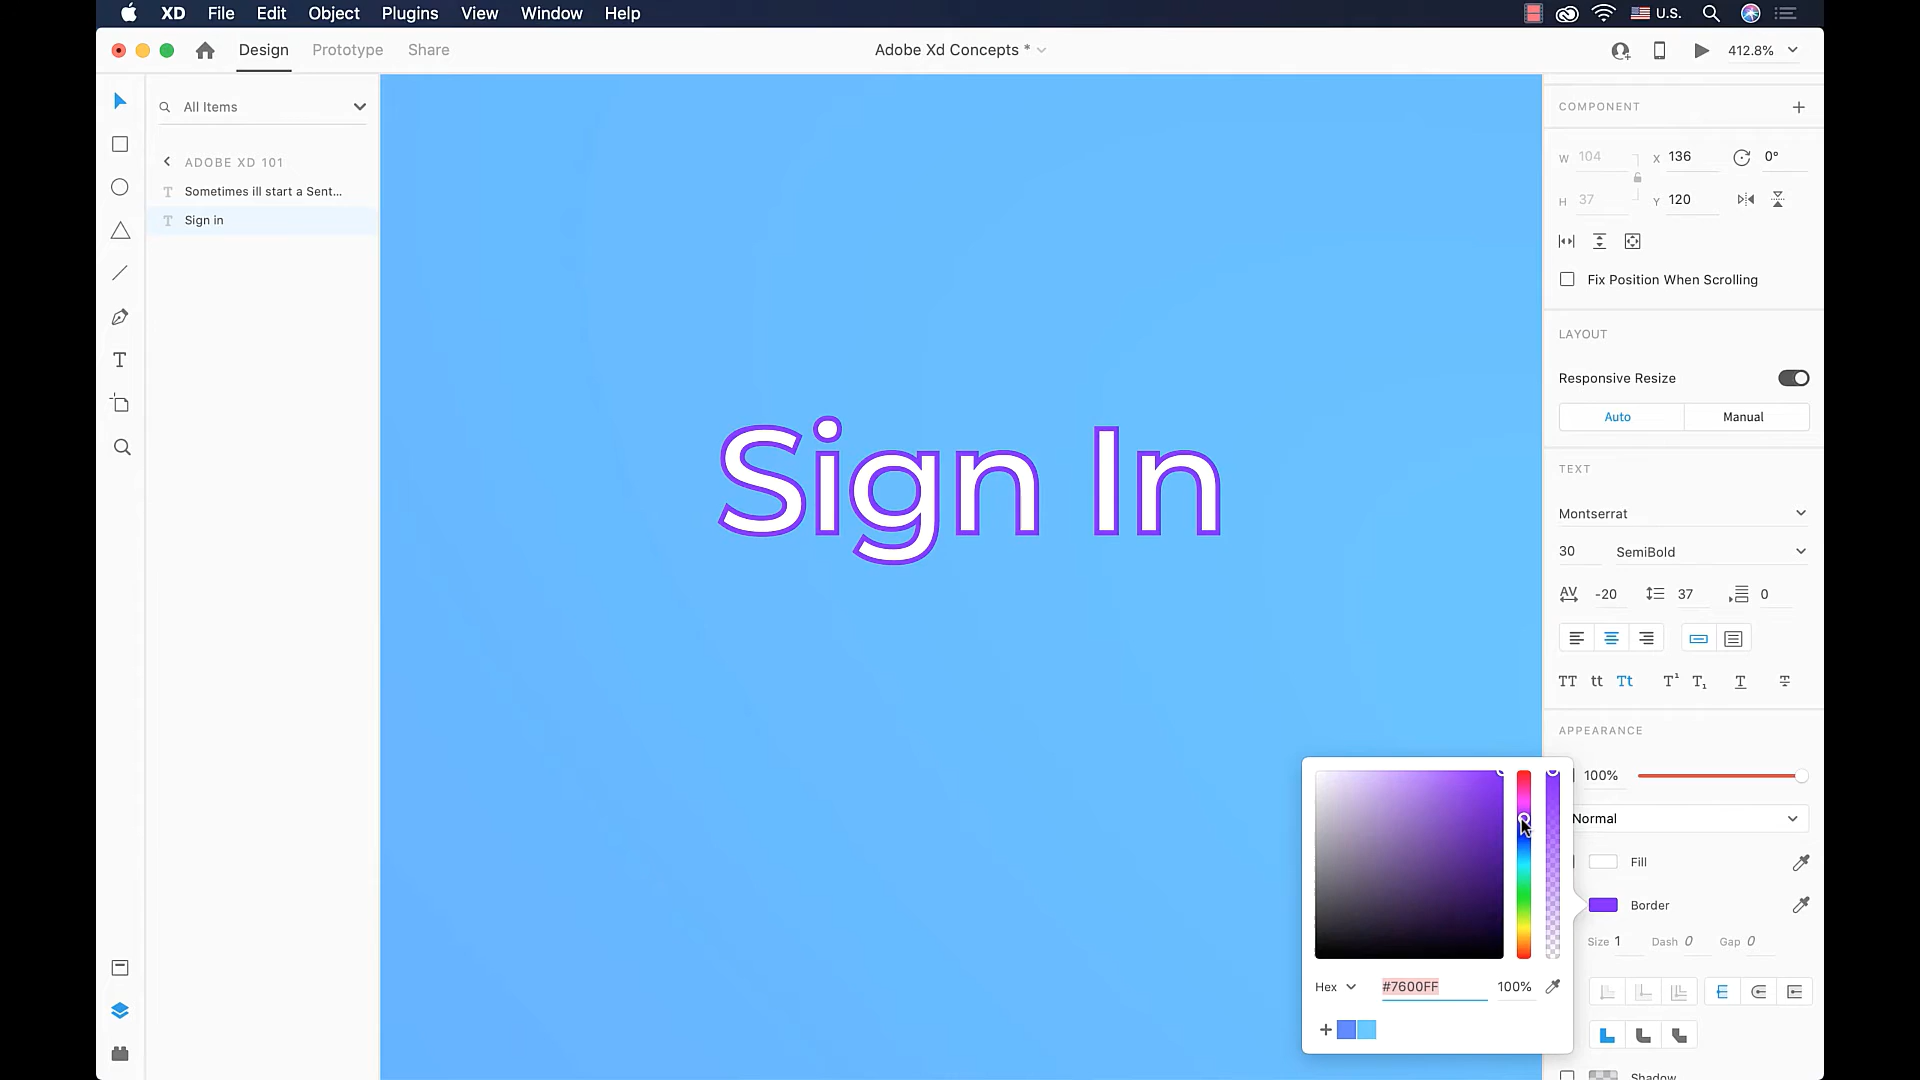 XD File Edit Object Plugins View Window Help U.S.
Design Prototype Share Adobe Xd Concepts * 412.8%
All Items
ADOBE XD 101
Sometimes ill start a Sent...
Sign in
Sign In
COMPONENT
W 104 X 136 0°
H 37 Y 120
Fix Position When Scrolling
LAYOUT
Responsive Resize
Auto Manual
TEXT
Montserrat
30 SemiBold
AV -20 37 0
TT tt Tt T¹ T₁ T T
APPEARANCE
100%
Normal
Fill
Border
Size 1 Dash 0 Gap 0
Hex #7600FF 100%
Shadow